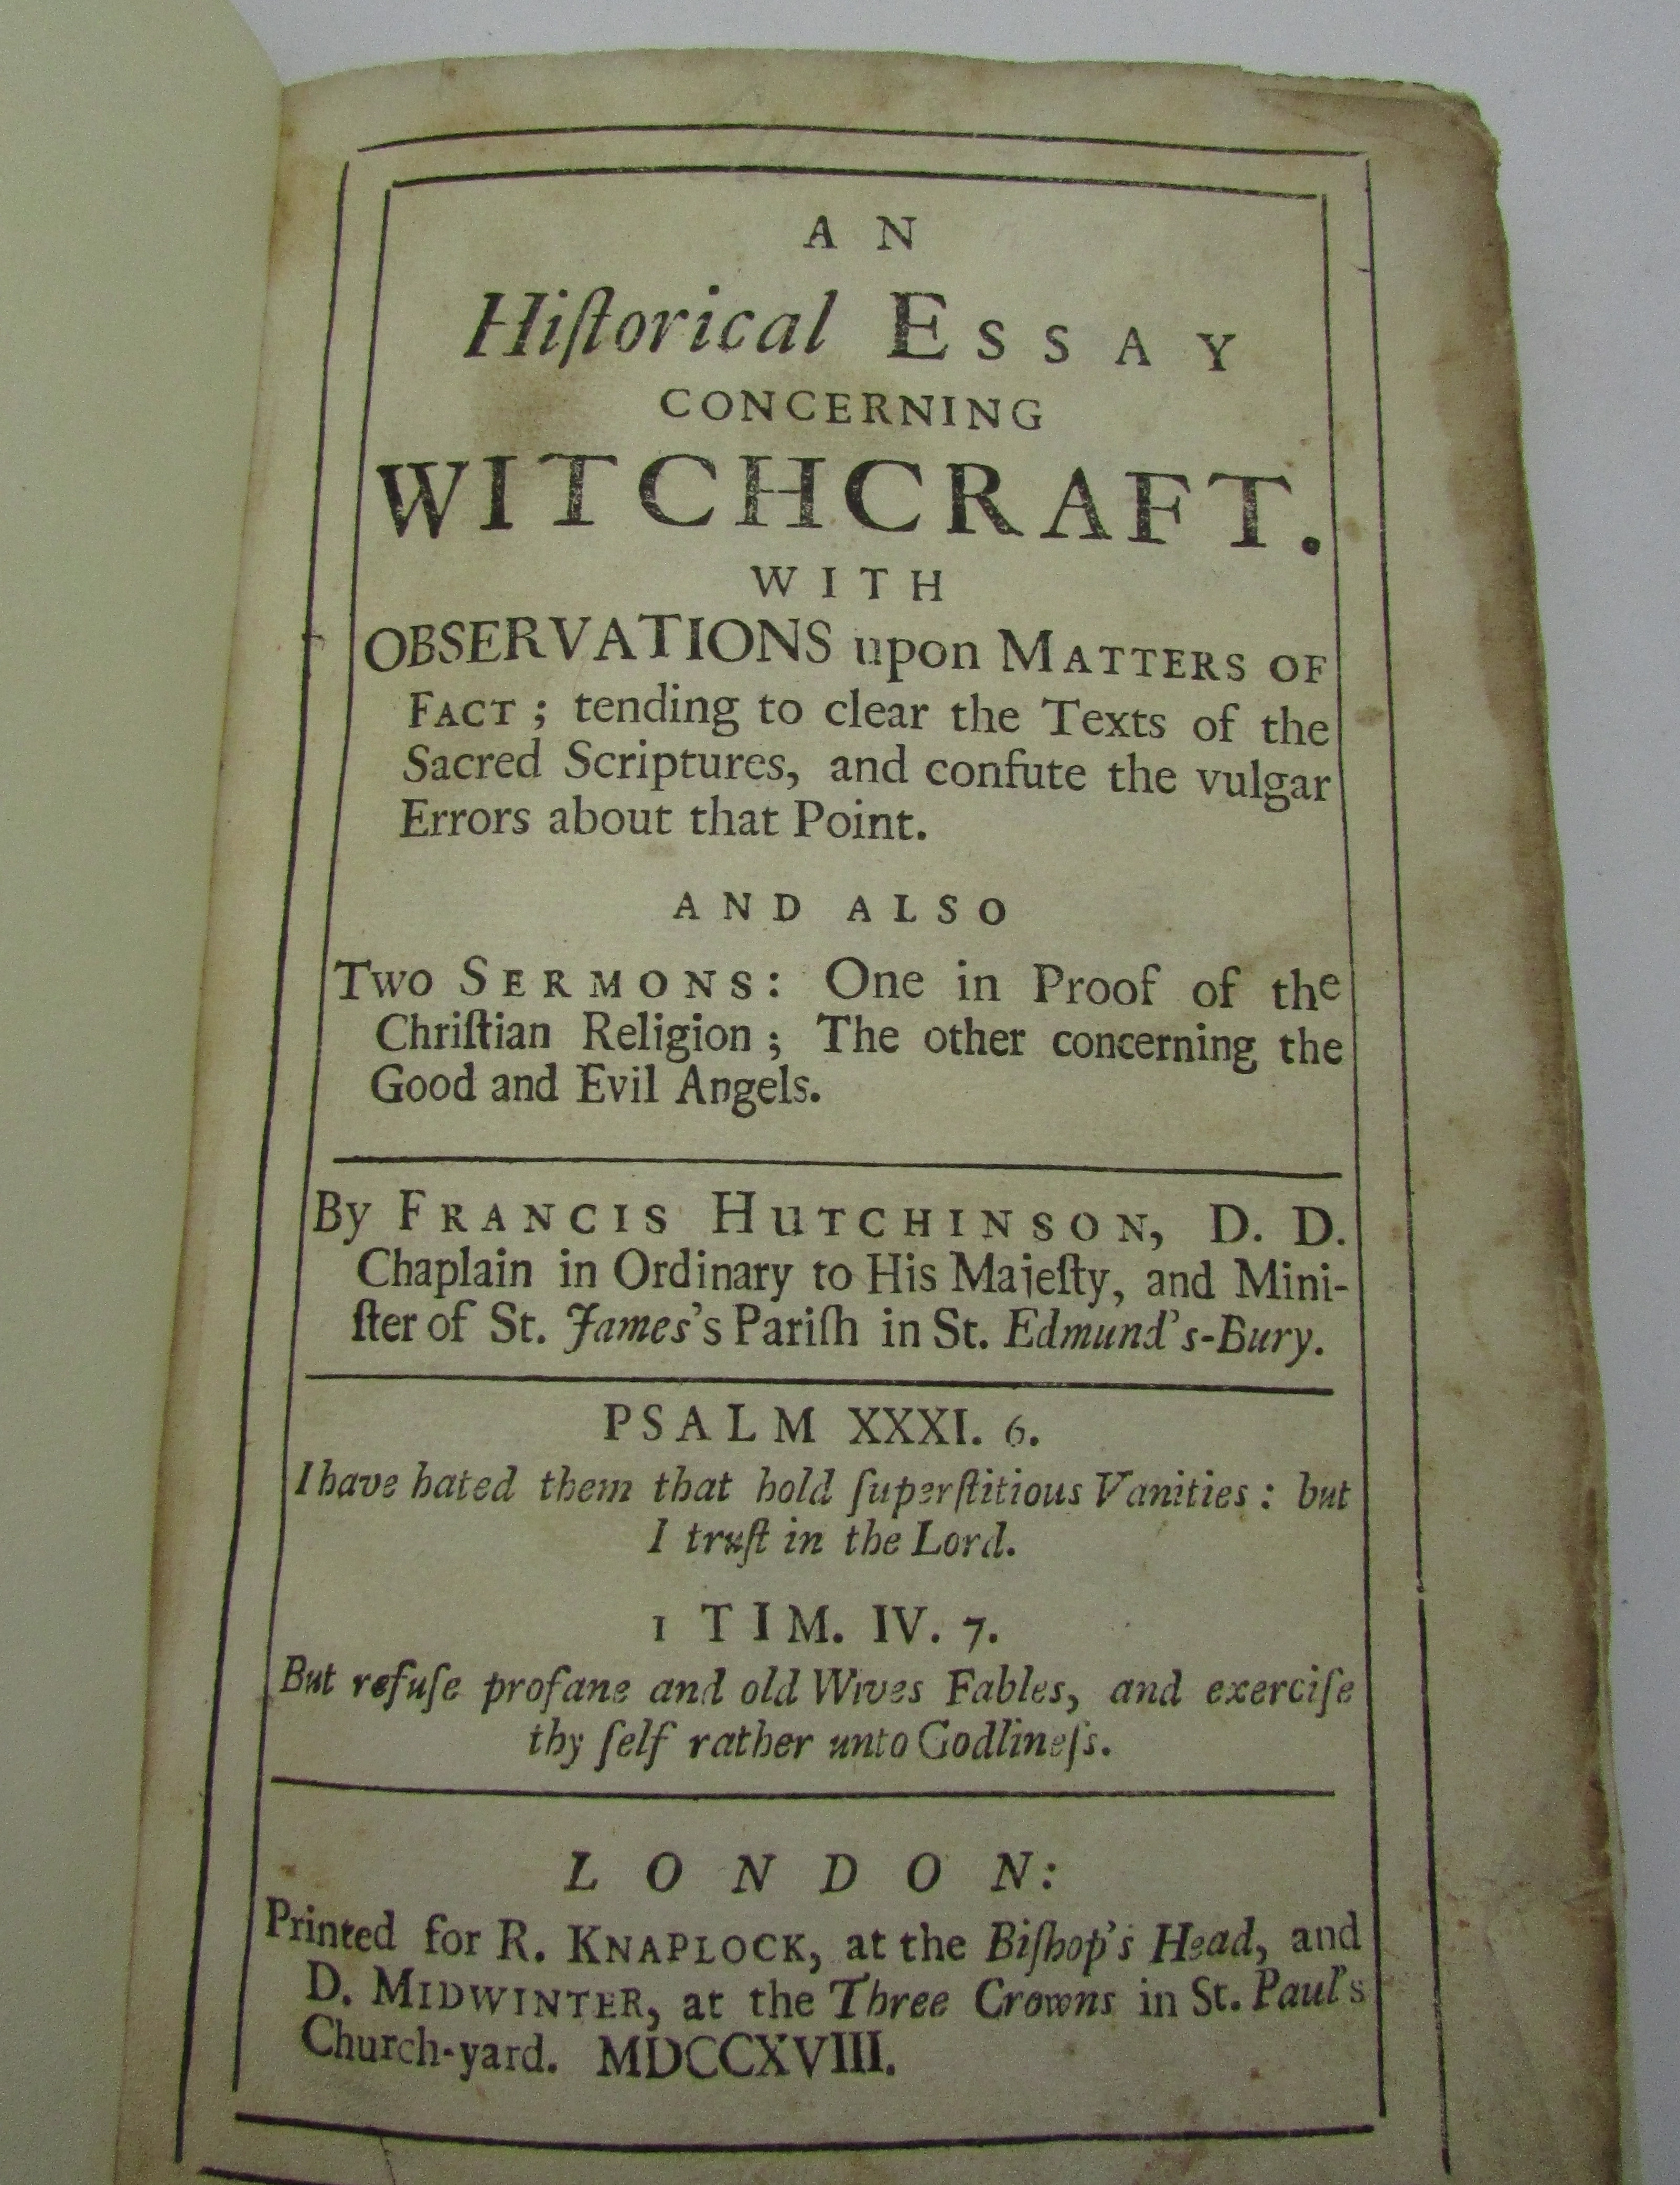 AN
Hiſtorical ESSAY
CONCERNING
WITCHCRAFT.
WITH
OBSERVATIONS upon MATTERS OF
FACT; tending to clear the Texts of the
Sacred Scriptures, and confute the vulgar
Errors about that Point.
AND ALSO
Two SERMONS: One in Proof of the
Chriſtian Religion; The other concerning the
Good and Evil Angels.
By FRANCIS HuTCHINSON, D. D.
Chaplain in Ordinary to His Majeſty, and Mini-
ſter of St. James's Pariſh in St. Edmund's-Bury.
PSALM XXXI. 6.
I have hated them that hold ſuperſtitious Vanities: but
I truſt in the Lord.
1 TIM. IV. 7.
But refuſe profane and old Wives Fables, and exerciſe
thy ſelf rather unto Godlineſs.
LONDON:
Printed for R. KNAPLOCK, at the Biſhop's Head, and
D. MIDWINTER, at the Three Crowns in St. Paul's
Church-yard. MDCCXVIII.